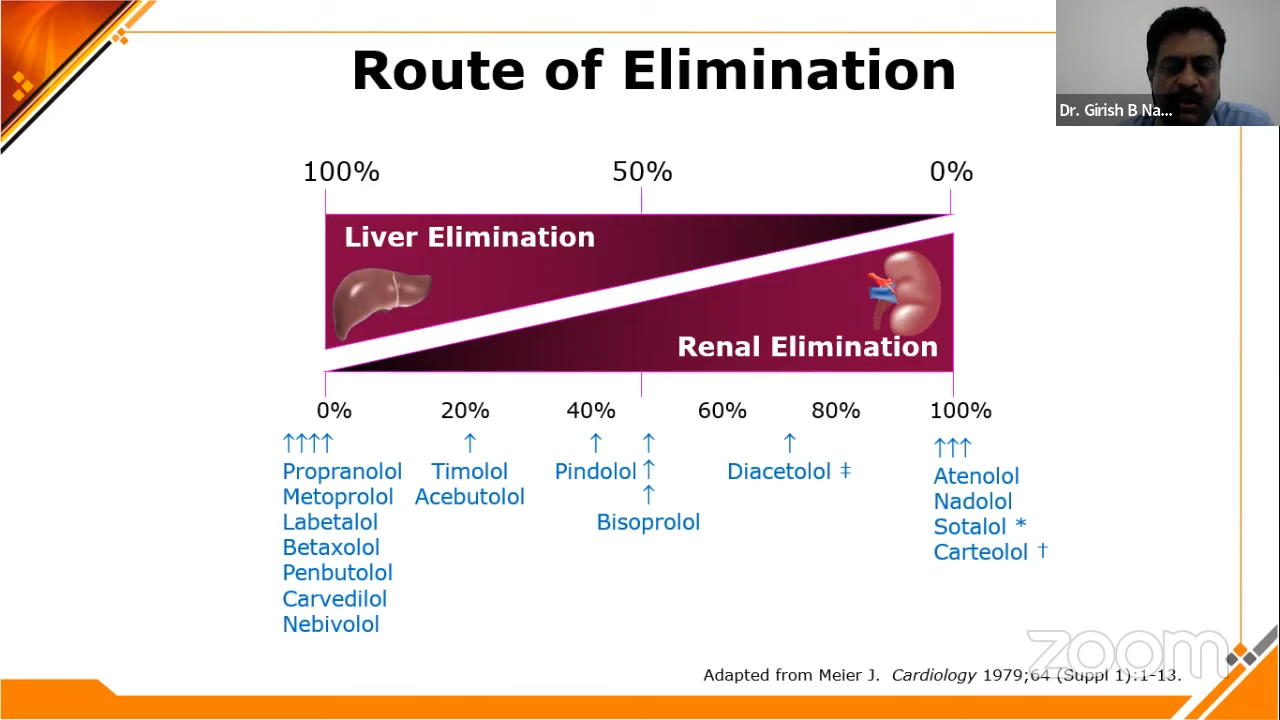 Route of Elimination
Dr. Girish B Na...
100% 50% 0%
Liver Elimination
Renal Elimination
0% 20% 40% 60% 80% 100%
↑↑↑↑ ↑ ↑ ↑ ↑ ↑↑↑
Propranolol Timolol Pindolol ↑ Diacetolol ‡ Atenolol
Metoprolol Acebutolol ↑ Nadolol
Labetalol Bisoprolol Sotalol *
Betaxolol Carteolol †
Penbutolol
Carvedilol
Nebivolol
zoom
Adapted from Meier J. Cardiology 1979;64 (Suppl 1):1-13.